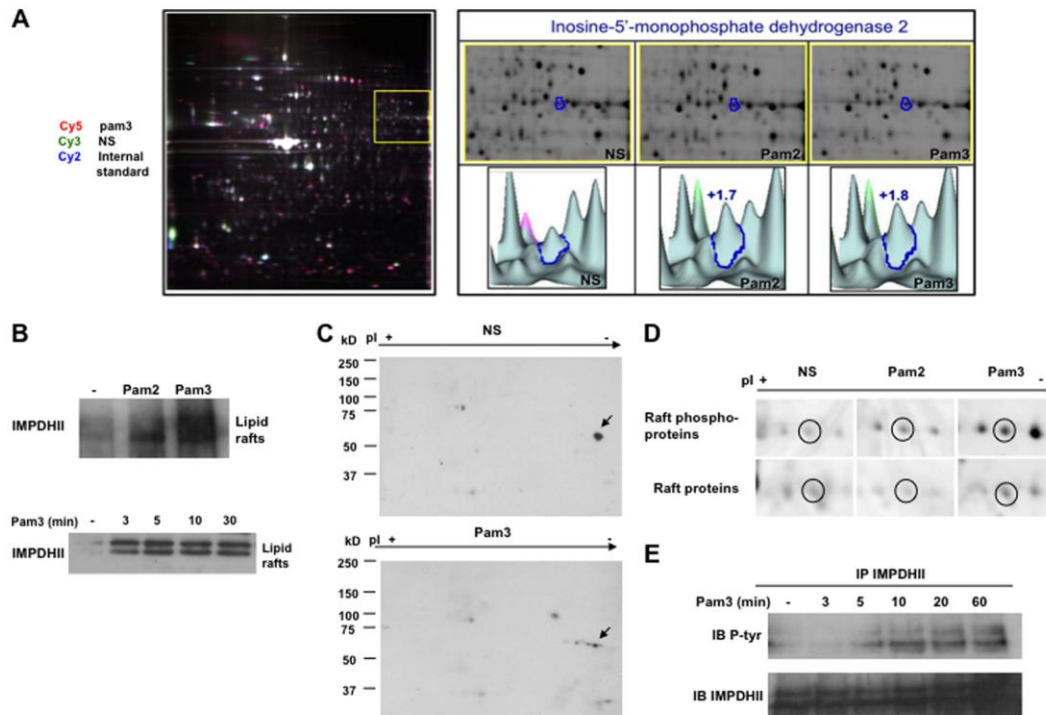 A
Cy5 pam3
Cy3 NS
Cy2 Internal
standard
Inosine-5'-monophosphate dehydrogenase 2
NS Pam2 Pam3
+1.7 +1.8
NS Pam2 Pam3
B
- Pam2 Pam3
IMPDHII Lipid
rafts
Pam3 (min) - 3 5 10 30
IMPDHII Lipid
rafts
C
NS
kD pI + -
250
150
100
75
50
37
Pam3
kD pI + -
250
150
100
75
50
37
D
pI + NS Pam2 Pam3 -
Raft phospho-
proteins
Raft proteins
E
IP IMPDHII
Pam3 (min) - 3 5 10 20 60
IB P-tyr
IB IMPDHII